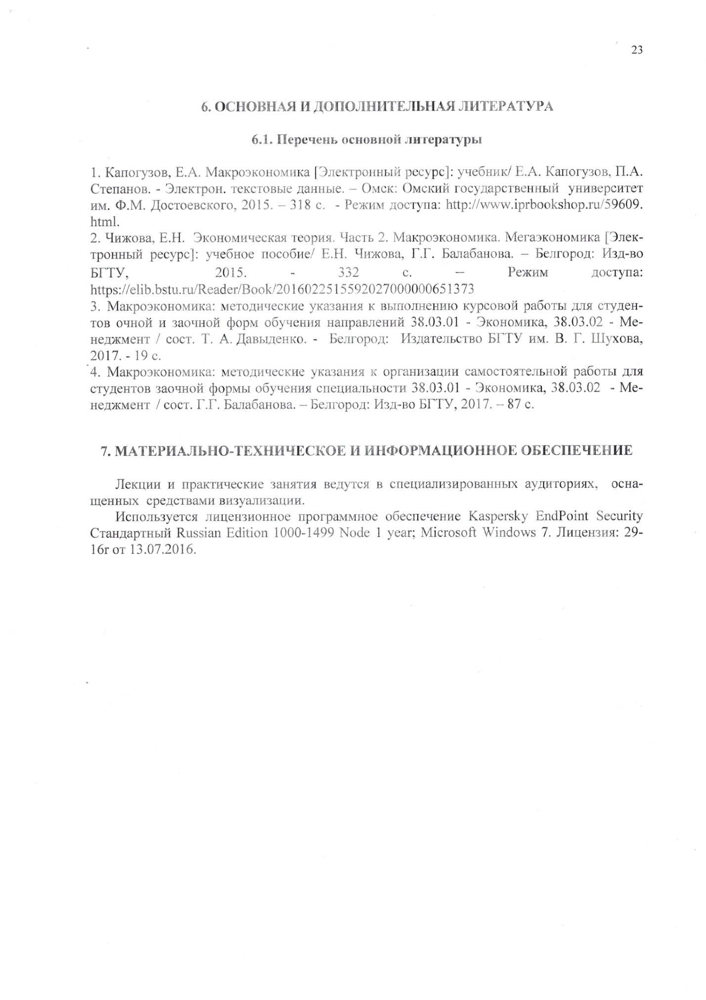 23
6. ОСНОВНАЯ И ДОПОЛНИТЕЛЬНАЯ ЛИТЕРАТУРА
6.1. Перечень основной литературы
1. Капогузов, Е.А. Макроэкономика [Электронный ресурс]: учебник/ Е.А. Капогузов, П.А.
Степанов. - Электрон. текстовые данные. – Омск: Омский государственный университет
им. Ф.М. Достоевского, 2015. – 318 с. - Режим доступа: http://www.iprbookshop.ru/59609.
html.
2. Чижова, Е.Н. Экономическая теория. Часть 2. Макроэкономика. Мегаэкономика [Элек-
тронный ресурс]: учебное пособие/ Е.Н. Чижова, Г.Г. Балабанова. – Белгород: Изд-во
БГТУ, 2015. - 332 с. – Режим доступа:
https://elib.bstu.ru/Reader/Book/2016022515592027000000651373
3. Макроэкономика: методические указания к выполнению курсовой работы для студен-
тов очной и заочной форм обучения направлений 38.03.01 - Экономика, 38.03.02 - Ме-
неджмент / сост. Т. А. Давыденко. - Белгород: Издательство БГТУ им. В. Г. Шухова,
2017. - 19 с.
4. Макроэкономика: методические указания к организации самостоятельной работы для
студентов заочной формы обучения специальности 38.03.01 - Экономика, 38.03.02 - Ме-
неджмент / сост. Г.Г. Балабанова. – Белгород: Изд-во БГТУ, 2017. – 87 с.
7. МАТЕРИАЛЬНО-ТЕХНИЧЕСКОЕ И ИНФОРМАЦИОННОЕ ОБЕСПЕЧЕНИЕ
Лекции и практические занятия ведутся в специализированных аудиториях, осна-
щенных средствами визуализации.
Используется лицензионное программное обеспечение Kaspersky EndPoint Security
Стандартный Russian Edition 1000-1499 Node 1 year; Microsoft Windows 7. Лицензия: 29-
16г от 13.07.2016.